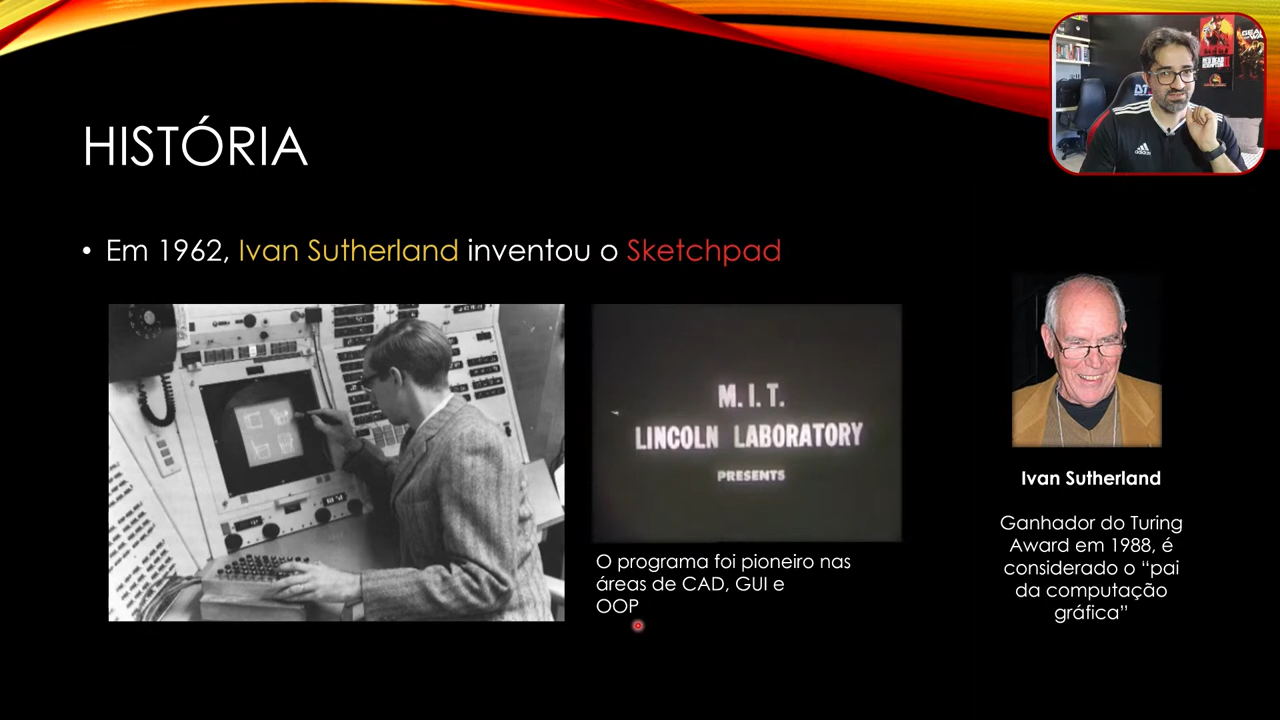 HISTÓRIA
• Em 1962, Ivan Sutherland inventou o Sketchpad
M.I.T.
LINCOLN LABORATORY
PRESENTS
O programa foi pioneiro nas
áreas de CAD, GUI e
OOP
Ivan Sutherland
Ganhador do Turing
Award em 1988, é
considerado o “pai
da computação
gráfica”
adidas